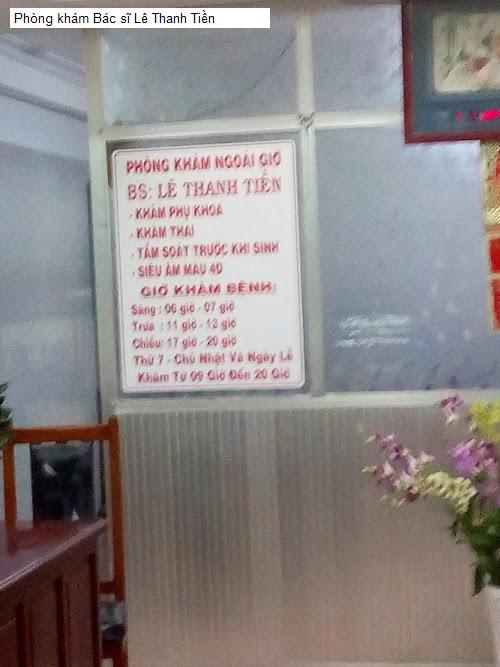 Phòng khám Bác sĩ Lê Thanh Tiền
PHÒNG KHÁM NGOÀI GIỜ
BS: LÊ THANH TIỀN
- KHÁM PHỤ KHOA
- KHÁM THAI
- TẦM SOÁT TRƯỚC KHI SINH
- SIÊU ÂM MÀU 4D
GIỜ KHÁM BỆNH:
Sáng : 06 giờ - 07 giờ
Trưa : 11 giờ - 13 giờ
Chiều: 17 giờ - 20 giờ
Thứ 7 - Chủ Nhật Và Ngày Lễ
Khám Từ 09 Giờ Đến 20 Giờ